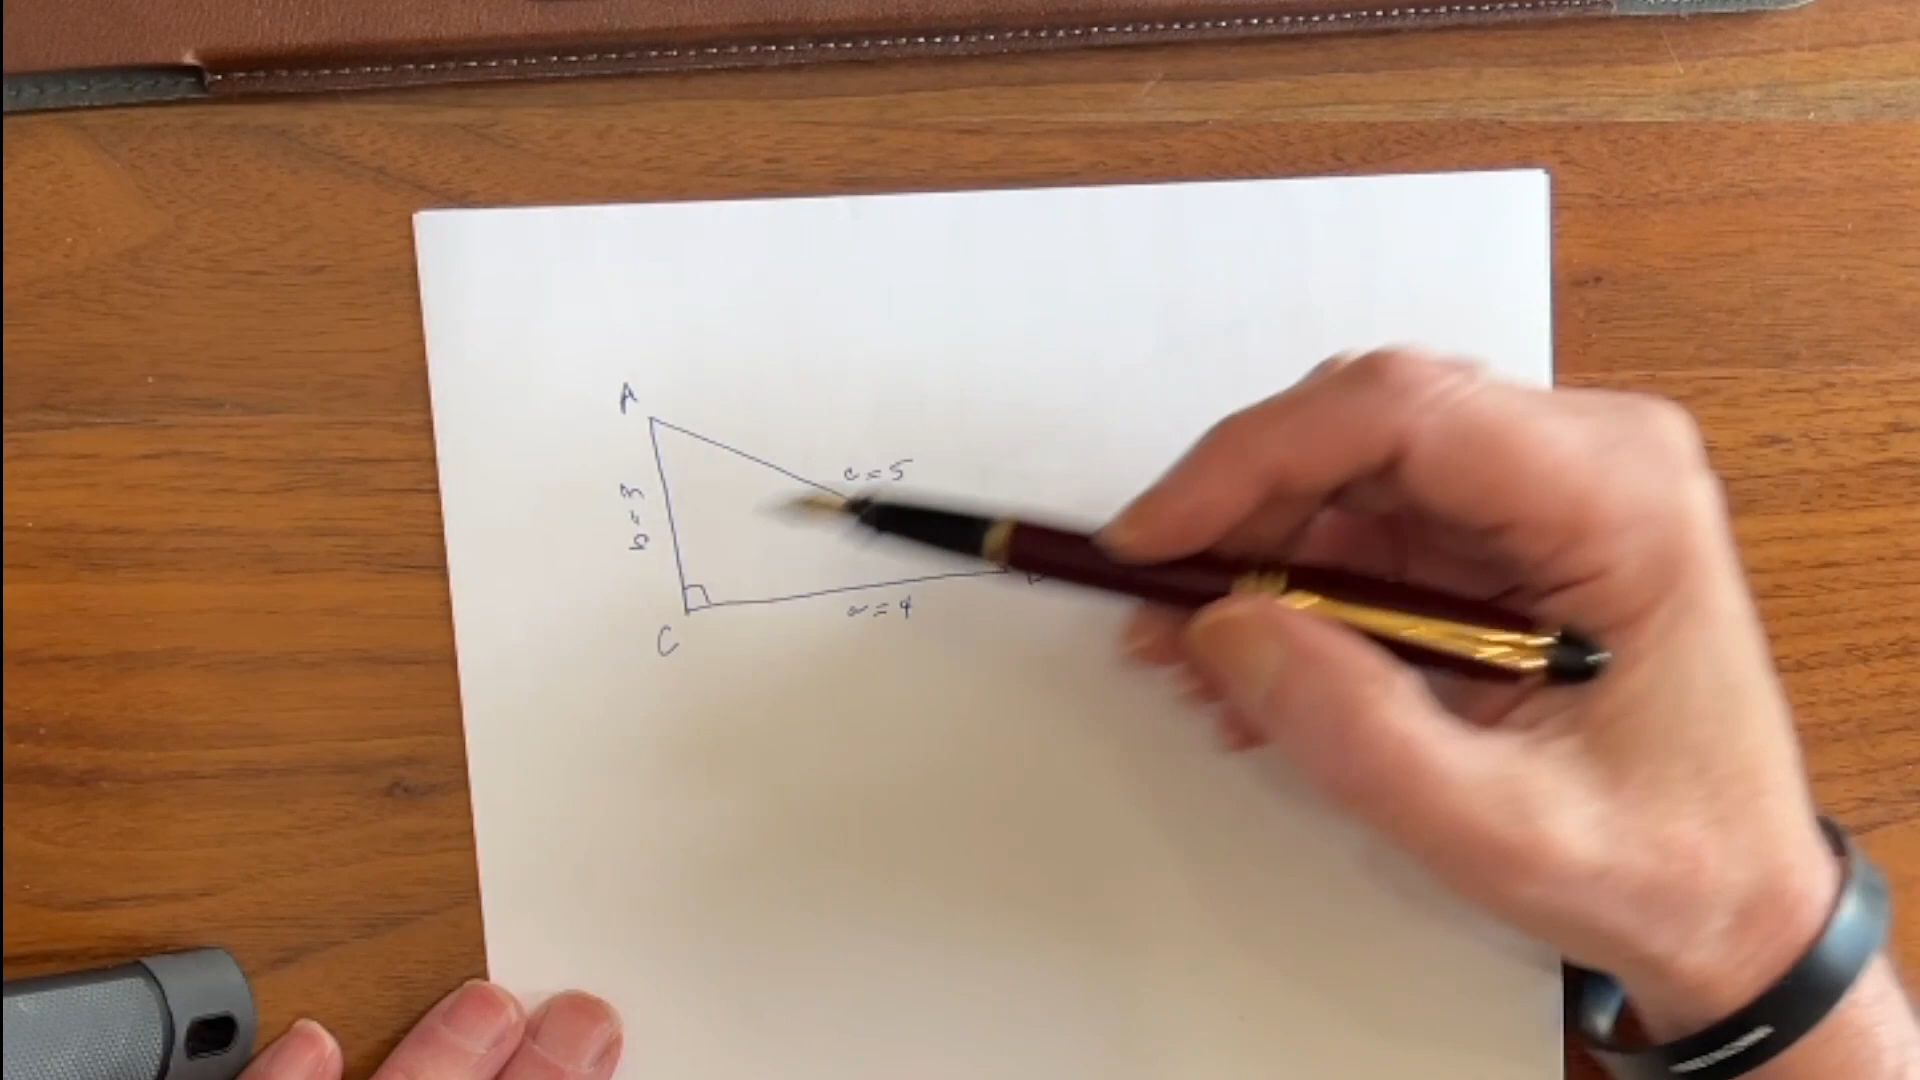 A
c = 5
b = 3
a = 4
C